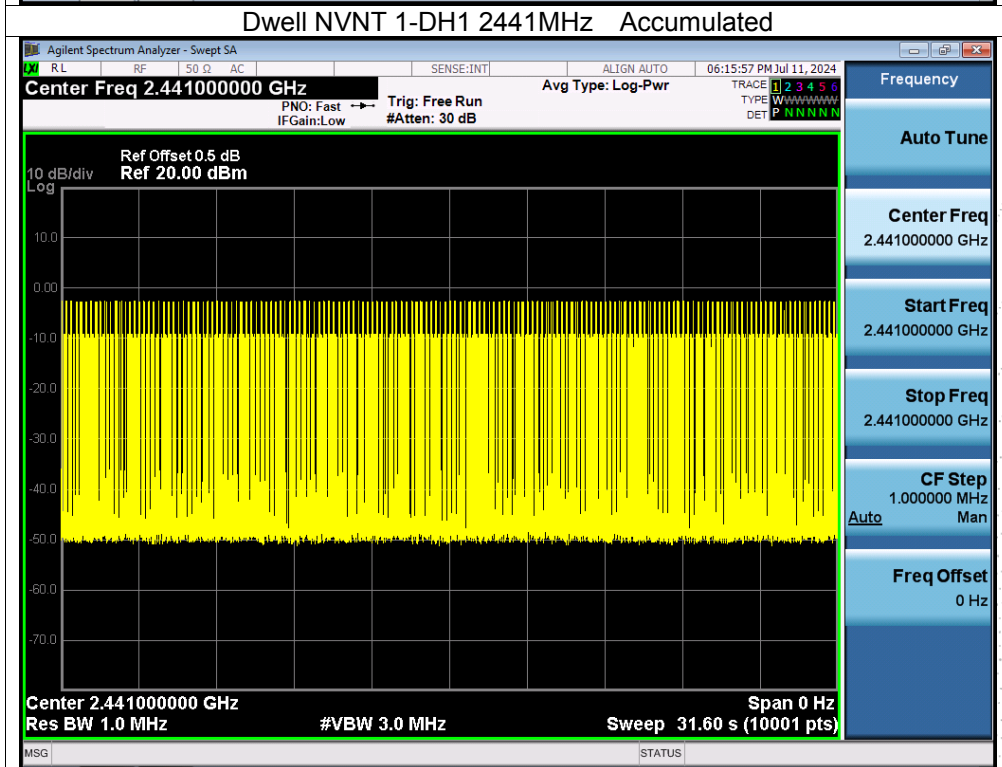 Dwell NVNT 1-DH1 2441MHz Accumulated
Agilent Spectrum Analyzer - Swept SA
LXI RL RF 50 Ω AC SENSE:INT ALIGN AUTO 06:15:57 PM Jul 11, 2024
Center Freq 2.441000000 GHz
PNO: Fast
IFGain:Low
Trig: Free Run
#Atten: 30 dB
Avg Type: Log-Pwr
TRACE 1 2 3 4 5 6
TYPE WWWWWWW
DET P N N N N N
Frequency
Auto Tune
Center Freq
2.441000000 GHz
Start Freq
2.441000000 GHz
Stop Freq
2.441000000 GHz
CF Step
1.000000 MHz
Auto Man
Freq Offset
0 Hz
Ref Offset 0.5 dB
10 dB/div Ref 20.00 dBm
Log
10.0
0.00
-10.0
-20.0
-30.0
-40.0
-50.0
-60.0
-70.0
Center 2.441000000 GHz Span 0 Hz
Res BW 1.0 MHz #VBW 3.0 MHz Sweep 31.60 s (10001 pts)
MSG STATUS